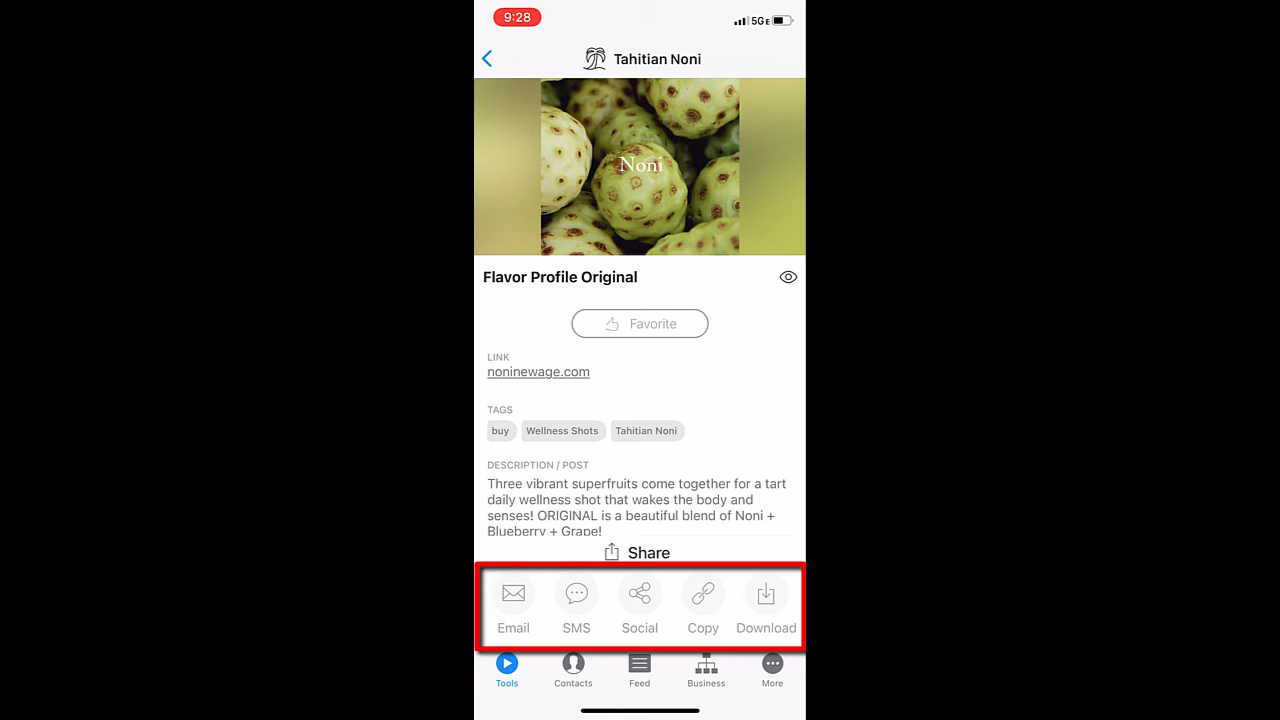 9:28
5GE
Tahitian Noni
Noni
Flavor Profile Original
Favorite
LINK
noninewage.com
TAGS
buy Wellness Shots Tahitian Noni
DESCRIPTION / POST
Three vibrant superfruits come together for a tart
daily wellness shot that wakes the body and
senses! ORIGINAL is a beautiful blend of Noni +
Blueberry + Grape!
Share
Email SMS Social Copy Download
Tools Contacts Feed Business More